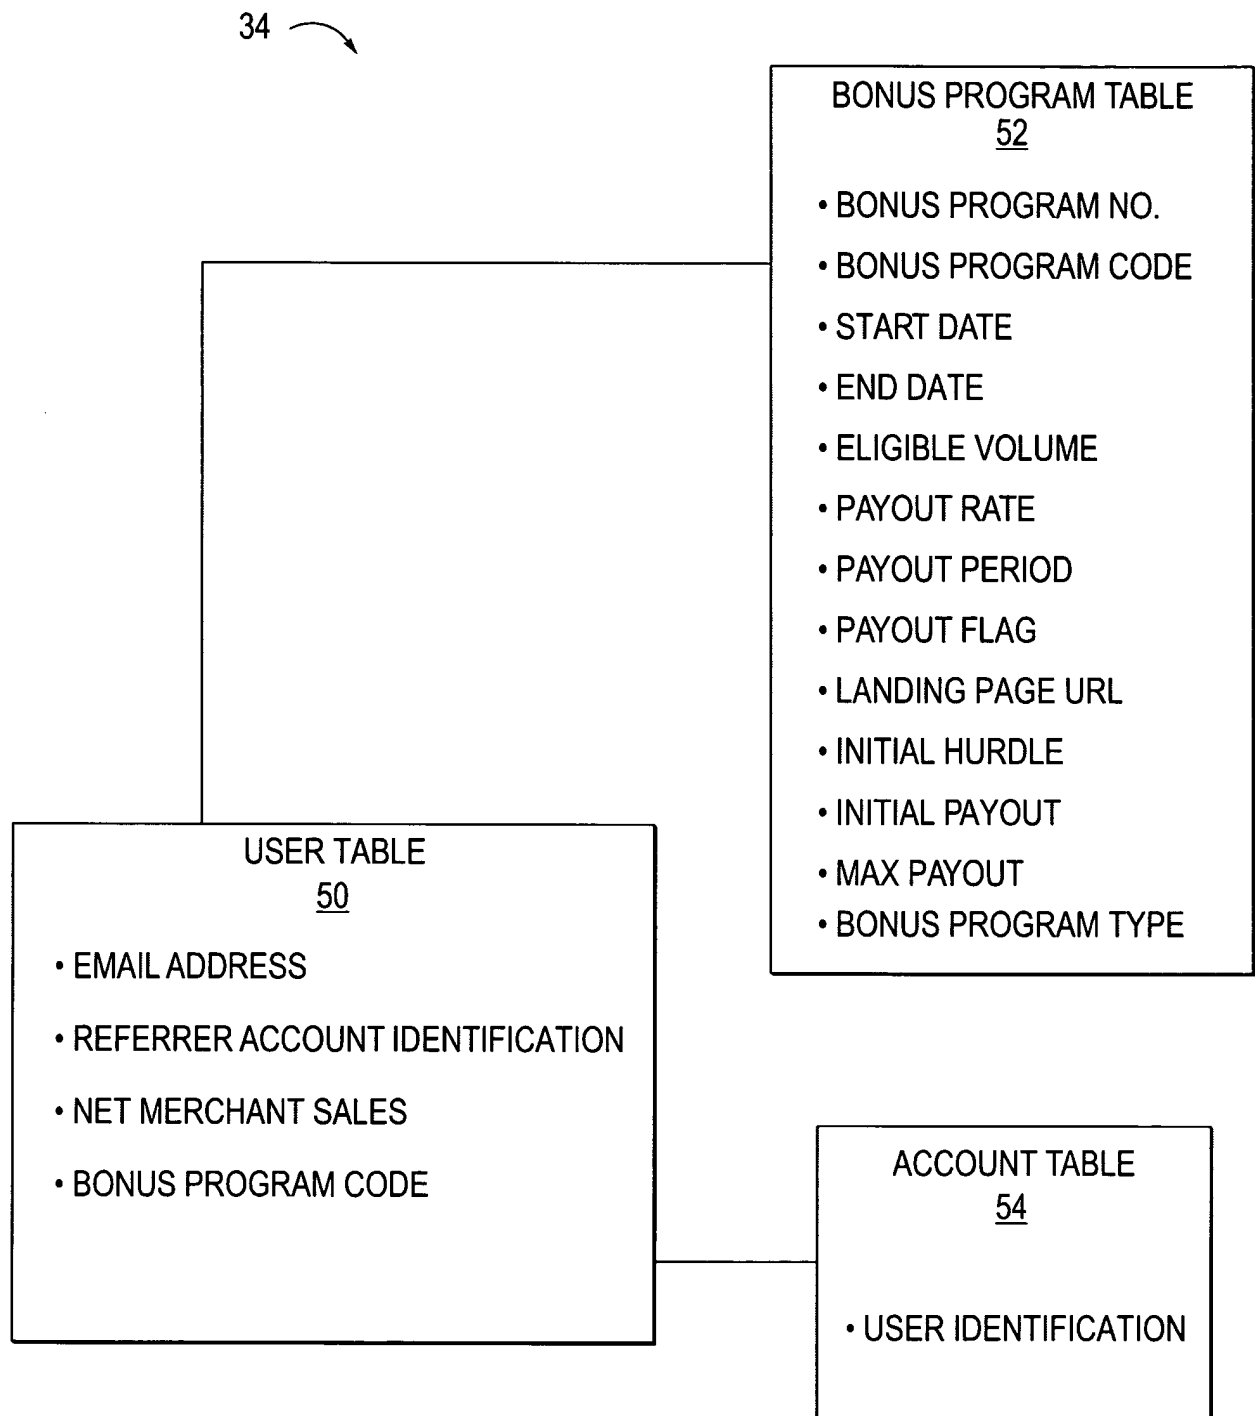 34
BONUS PROGRAM TABLE
52
• BONUS PROGRAM NO.
• BONUS PROGRAM CODE
• START DATE
• END DATE
• ELIGIBLE VOLUME
• PAYOUT RATE
• PAYOUT PERIOD
• PAYOUT FLAG
• LANDING PAGE URL
• INITIAL HURDLE
• INITIAL PAYOUT
• MAX PAYOUT
• BONUS PROGRAM TYPE
USER TABLE
50
• EMAIL ADDRESS
• REFERRER ACCOUNT IDENTIFICATION
• NET MERCHANT SALES
• BONUS PROGRAM CODE
ACCOUNT TABLE
54
• USER IDENTIFICATION